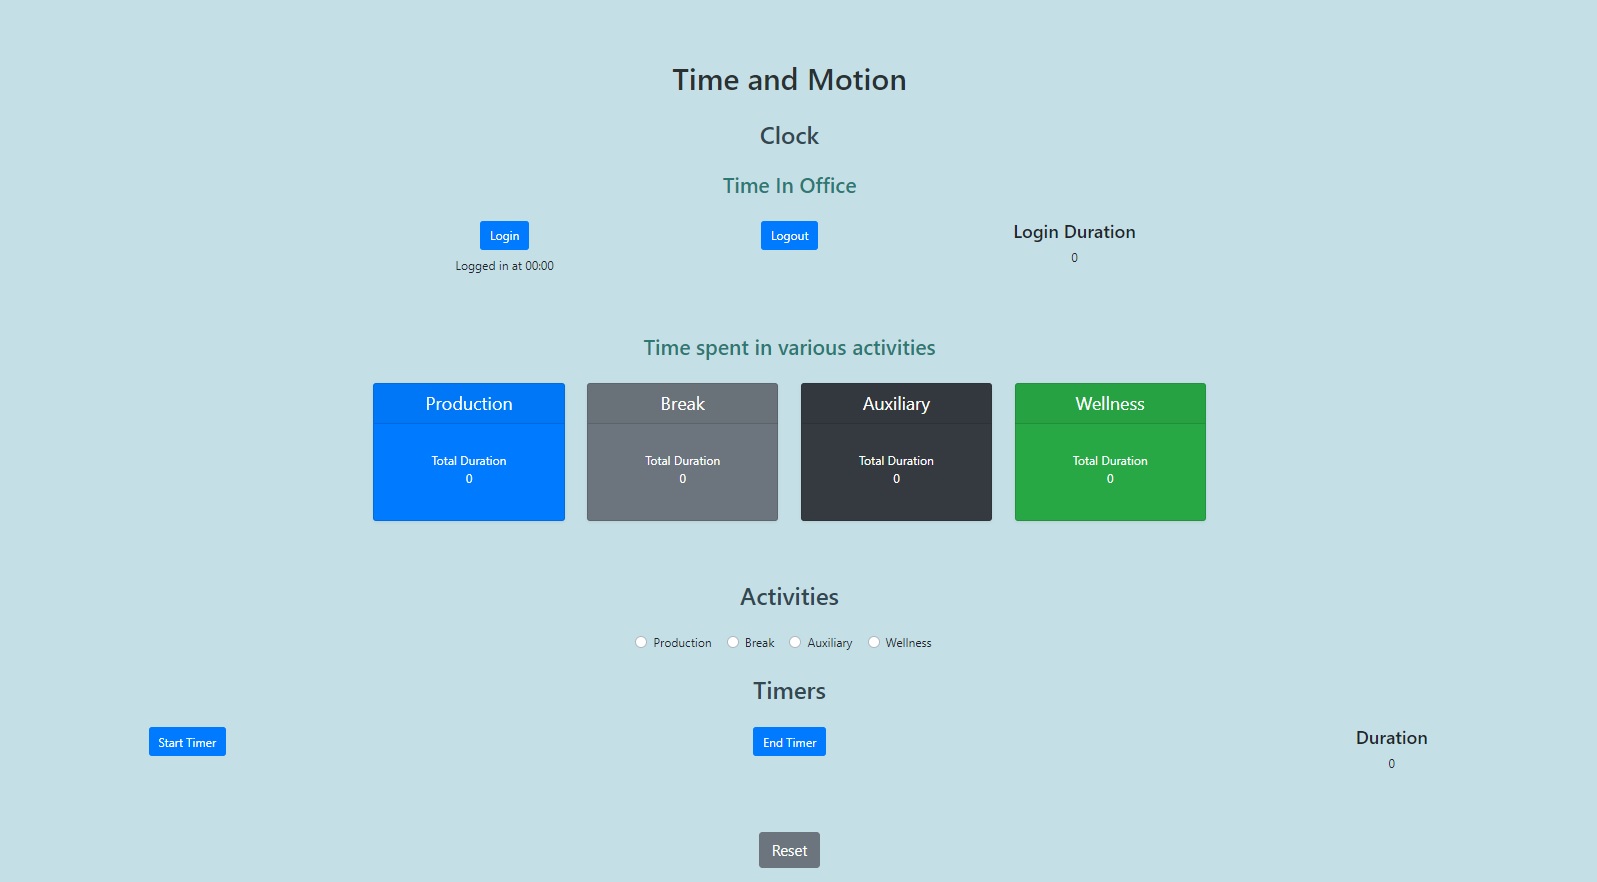 Time and Motion
Clock
Time In Office
Login
Logout
Login Duration
Logged in at 00:00
0
Time spent in various activities
Production
Break
Auxiliary
Wellness
Total Duration
0
Total Duration
0
Total Duration
0
Total Duration
0
Activities
Production
Break
Auxiliary
Wellness
Timers
Start Timer
End Timer
Duration
0
Reset